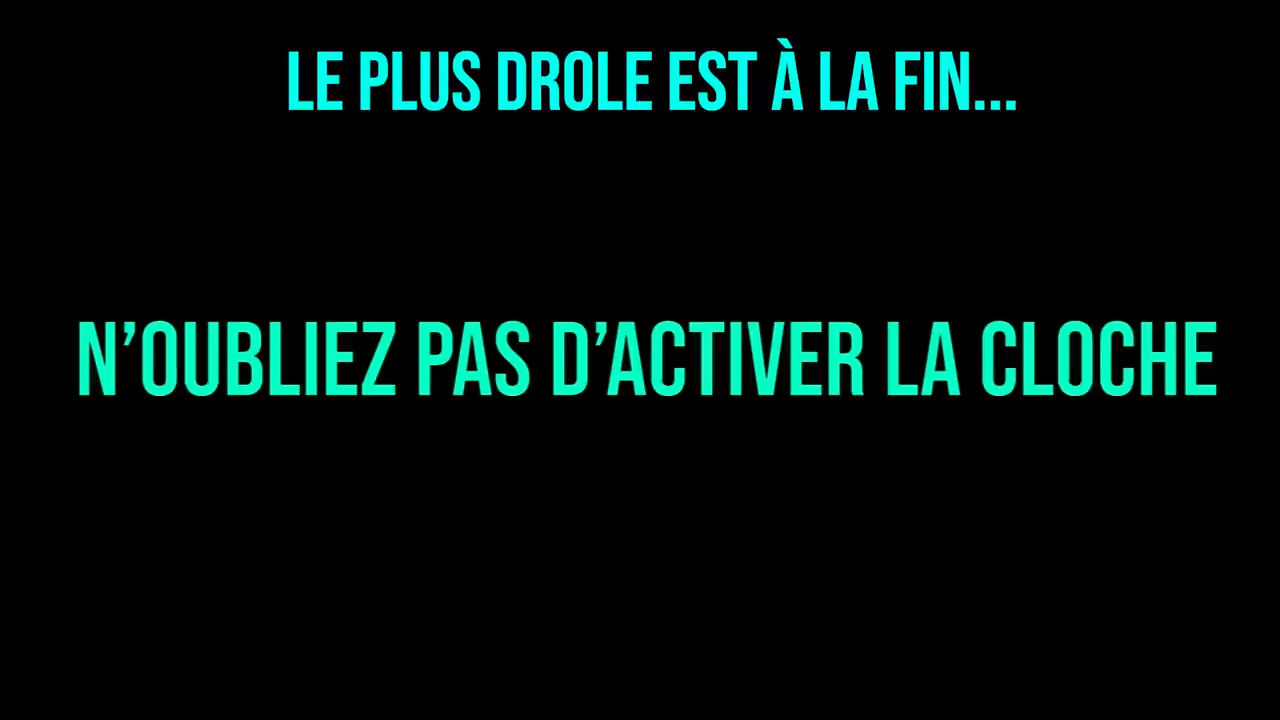 LE PLUS DROLE EST À LA FIN...
N’OUBLIEZ PAS D’ACTIVER LA CLOCHE